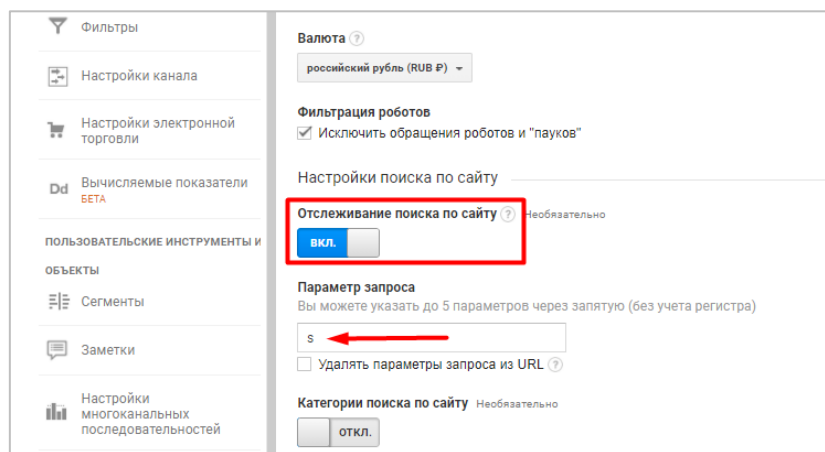 Фильтры
Настройки канала
Настройки электронной
торговли
Dd
Вычисляемые показатели
БЕТА
ПОЛЬЗОВАТЕЛЬСКИЕ ИНСТРУМЕНТЫ И
ОБЪЕКТЫ
Сегменты
Заметки
Настройки
многоканальных
последовательностей
Валюта ?
российский рубль (RUB ₽)
Фильтрация роботов
Исключить обращения роботов и "пауков"
Настройки поиска по сайту
Отслеживание поиска по сайту ? Необязательно
ВКЛ.
Параметр запроса
Вы можете указать до 5 параметров через запятую (без учета регистра)
s
Удалять параметры запроса из URL ?
Категории поиска по сайту Необязательно
ОТКЛ.